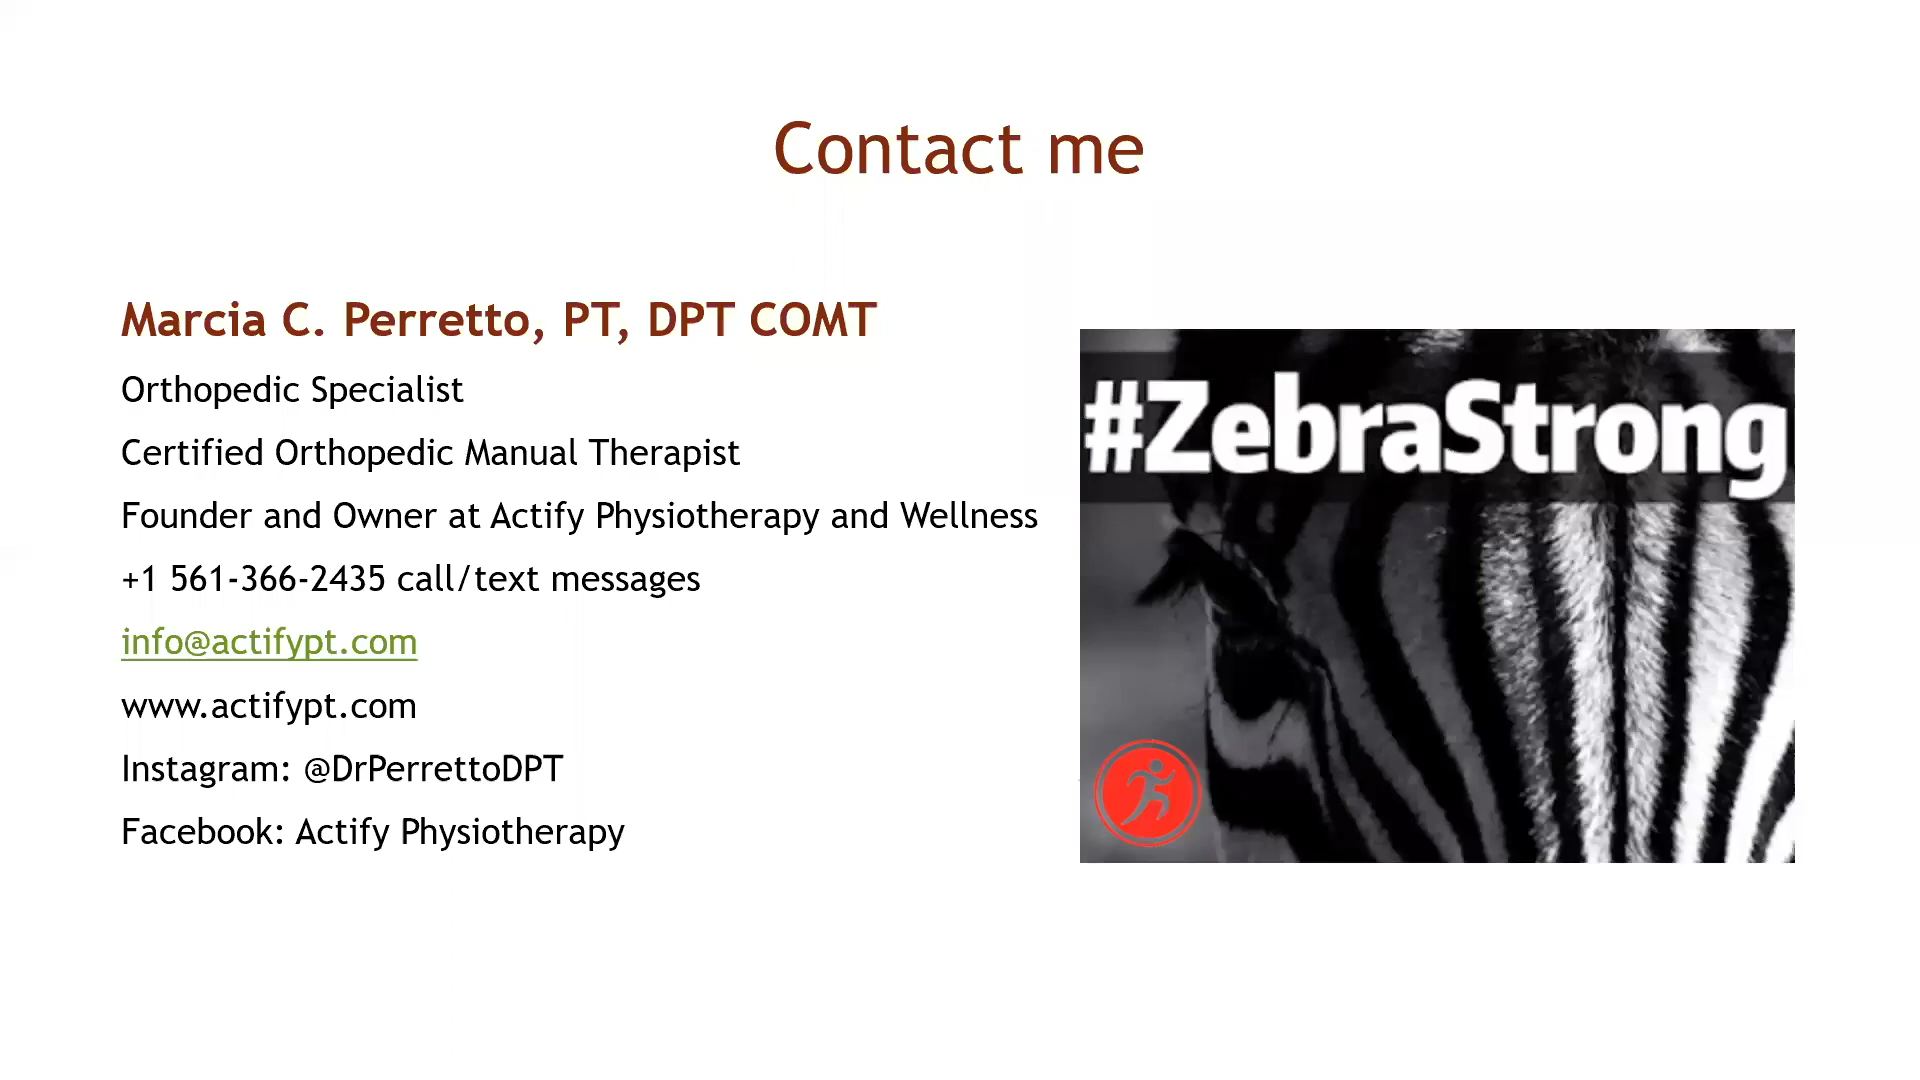 Contact me
Marcia C. Perretto, PT, DPT COMT
Orthopedic Specialist
Certified Orthopedic Manual Therapist
Founder and Owner at Actify Physiotherapy and Wellness
+1 561-366-2435 call/text messages
info@actifypt.com
www.actifypt.com
Instagram: @DrPerrettoDPT
Facebook: Actify Physiotherapy
#ZebraStrong